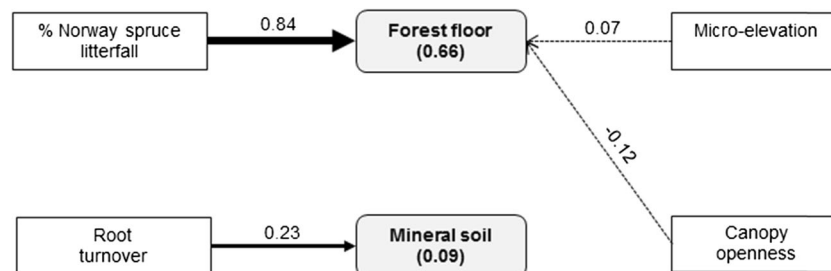 % Norway spruce
litterfall
0.84
Forest floor
(0.66)
0.07
Micro-elevation
-0.12
Root
turnover
0.23
Mineral soil
(0.09)
Canopy
openness